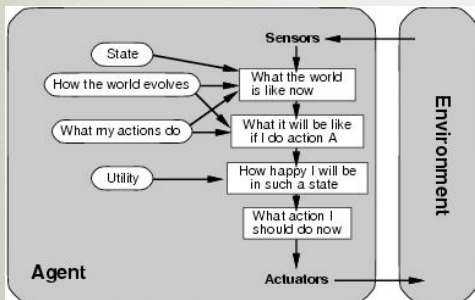 Sensors
State
How the world evolves
What the world
is like now
What my actions do
What it will be like
if I do action A
Utility
How happy I will be
in such a state
What action I
should do now
Agent
Actuators
Environment